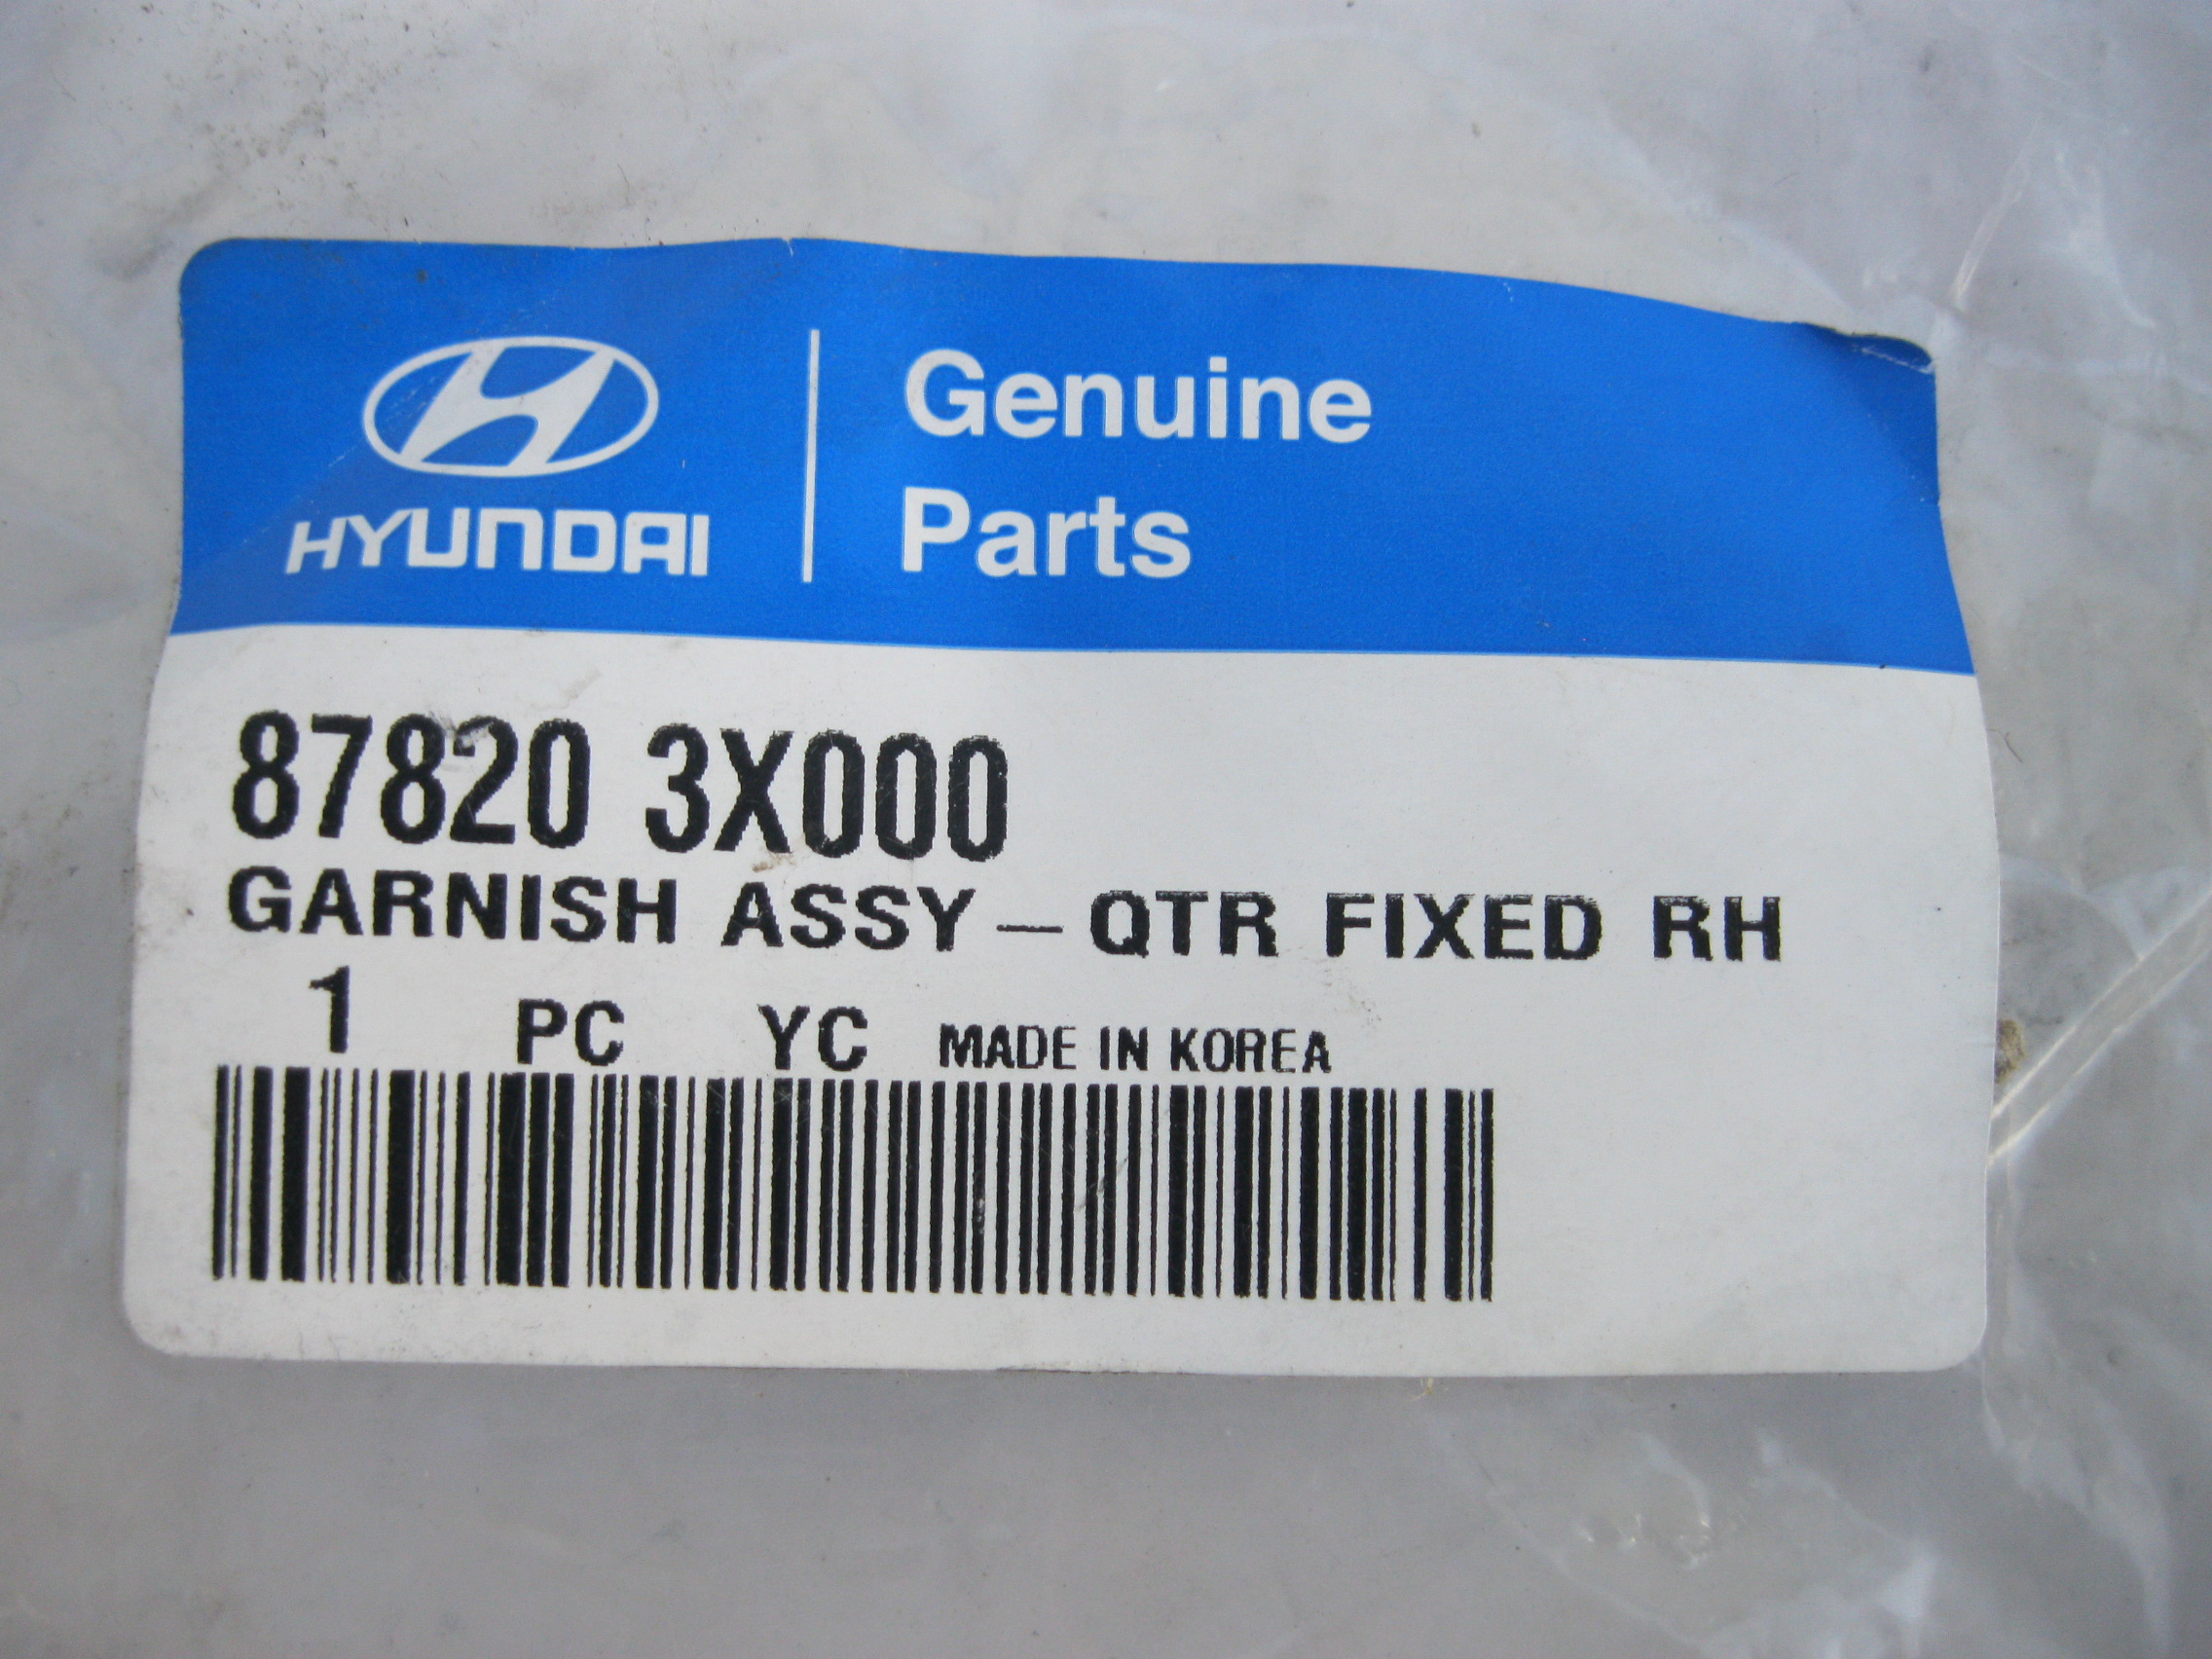 HYUNDAI
Genuine
Parts
87820 3X000
GARNISH ASSY-QTR FIXED RH
1 PC YC MADE IN KOREA